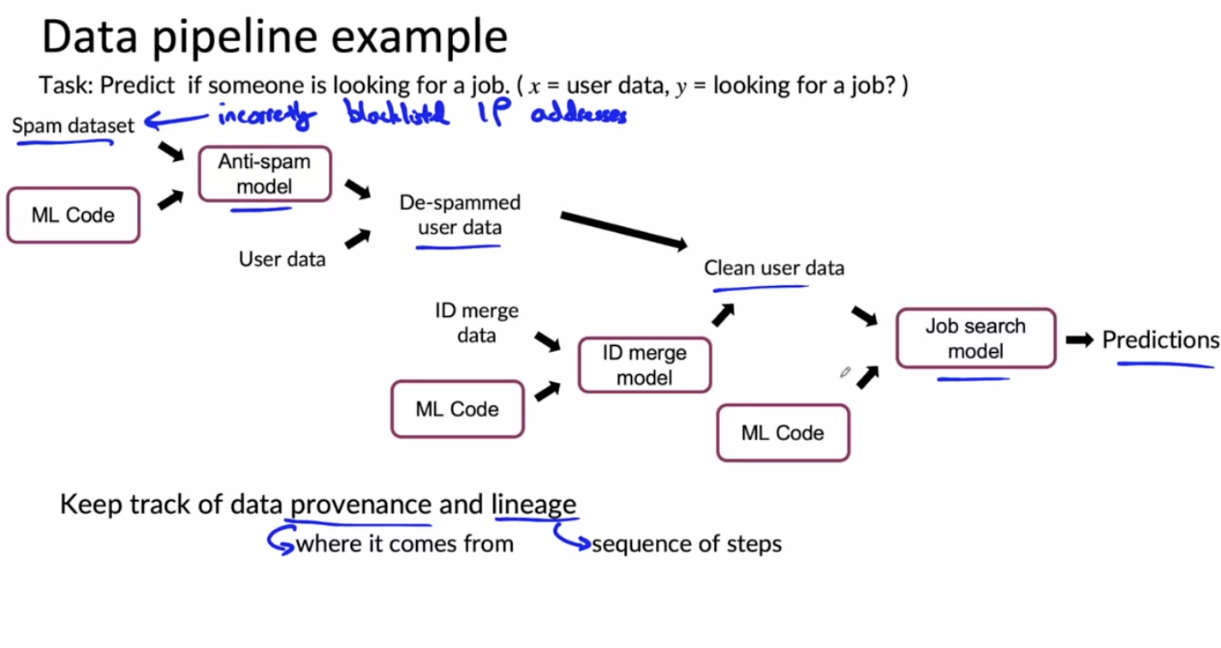 Data pipeline example
Task: Predict if someone is looking for a job. ( x = user data, y = looking for a job? )
Spam dataset
incorrectly blacklisted IP addresses
Anti-spam
model
ML Code
De-spammed
user data
User data
Clean user data
ID merge
data
ID merge
model
ML Code
Job search
model
Predictions
ML Code
Keep track of data provenance and lineage
where it comes from
sequence of steps